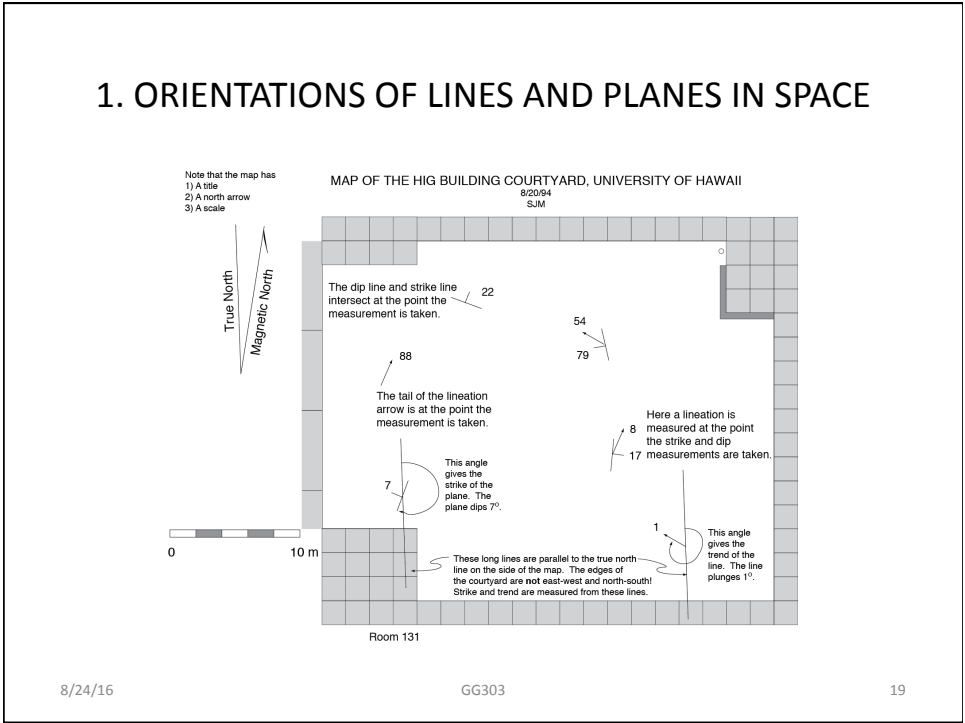 1. ORIENTATIONS OF LINES AND PLANES IN SPACE
Note that the map has
1) A title
2) A north arrow
3) A scale
MAP OF THE HIG BUILDING COURTYARD, UNIVERSITY OF HAWAII
8/20/94
SJM
True North
Magnetic North
The dip line and strike line
intersect at the point the
measurement is taken.
22
54
79
88
The tail of the lineation
arrow is at the point the
measurement is taken.
Here a lineation is
measured at the point
the strike and dip
measurements are taken.
8
17
This angle
gives the
strike of the
plane. The
plane dips 7º.
7
1
This angle
gives the
trend of the
line. The line
plunges 1º.
0
10 m
These long lines are parallel to the true north
line on the side of the map. The edges of
the courtyard are not east-west and north-south!
Strike and trend are measured from these lines.
Room 131
8/24/16
GG303
19